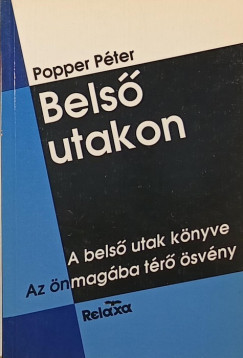 Popper Péter
Belső
utakon
A belső utak könyve
Az önmagába térő ösvény
Relaxa